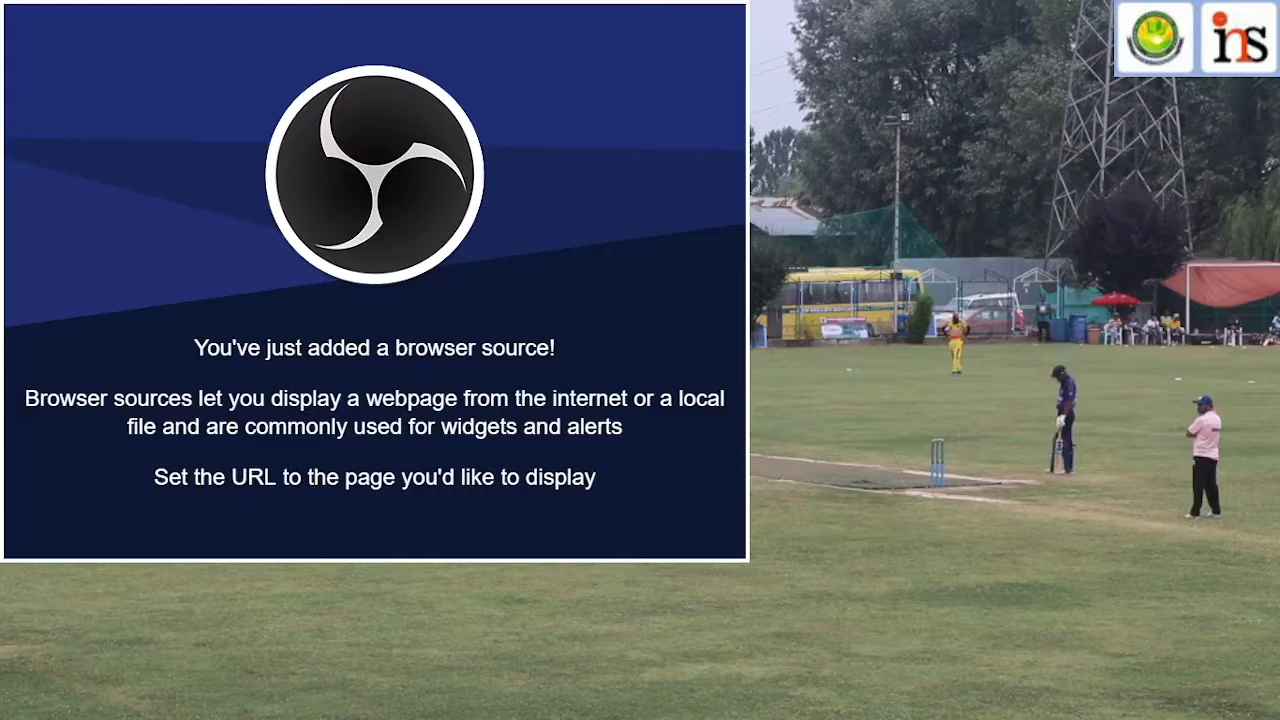 You've just added a browser source!
Browser sources let you display a webpage from the internet or a local
file and are commonly used for widgets and alerts
Set the URL to the page you'd like to display
ins